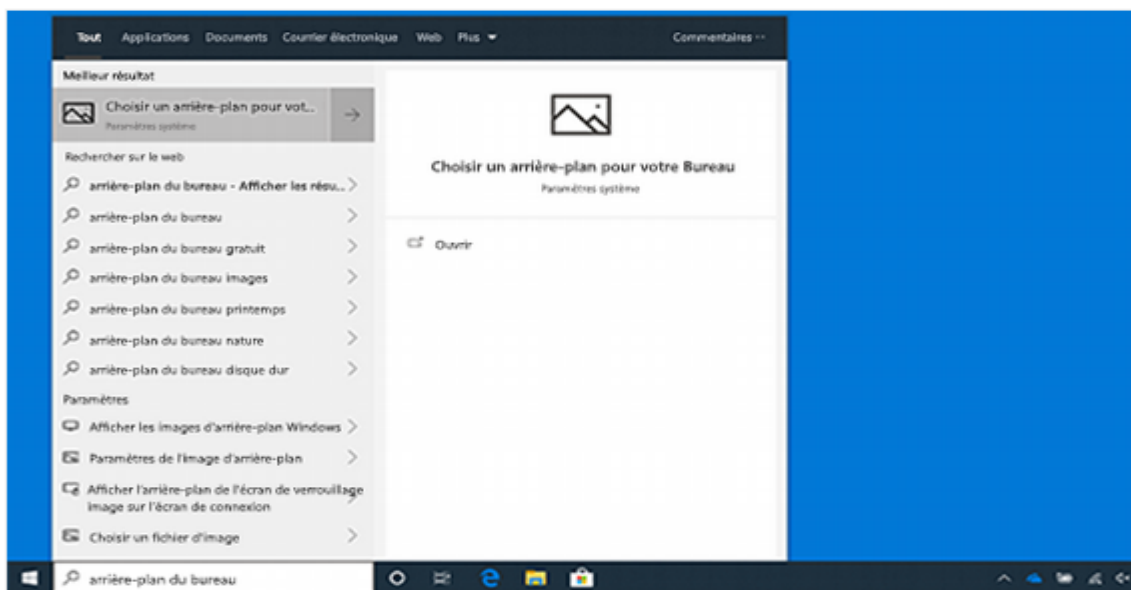 Tout Applications Documents Courrier électronique Web Plus Commentaires
Meilleur résultat
Choisir un arrière-plan pour vot...
Paramètres système
Rechercher sur le web
arrière-plan du bureau - Afficher les résu...
arrière-plan du bureau
arrière-plan du bureau gratuit
arrière-plan du bureau images
arrière-plan du bureau printemps
arrière-plan du bureau nature
arrière-plan du bureau disque dur
Paramètres
Afficher les images d'arrière-plan Windows
Paramètres de l'image d'arrière-plan
Afficher l'arrière-plan de l'écran de verrouillage
image sur l'écran de connexion
Choisir un fichier d'image
Choisir un arrière-plan pour votre Bureau
Paramètres système
Ouvrir
arrière-plan du bureau